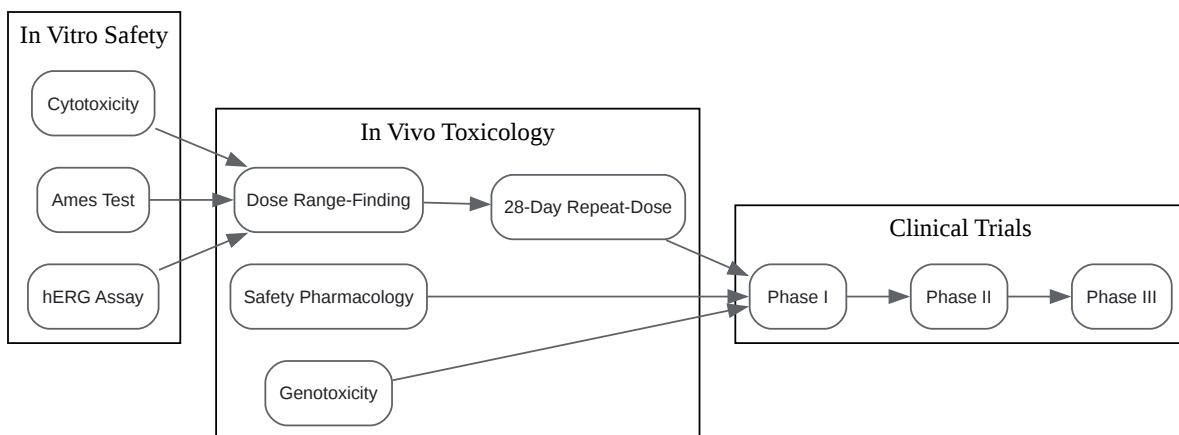 In Vitro Safety
Cytotoxicity
Ames Test
hERG Assay
In Vivo Toxicology
Dose Range-Finding
28-Day Repeat-Dose
Safety Pharmacology
Genotoxicity
Clinical Trials
Phase I
Phase II
Phase III